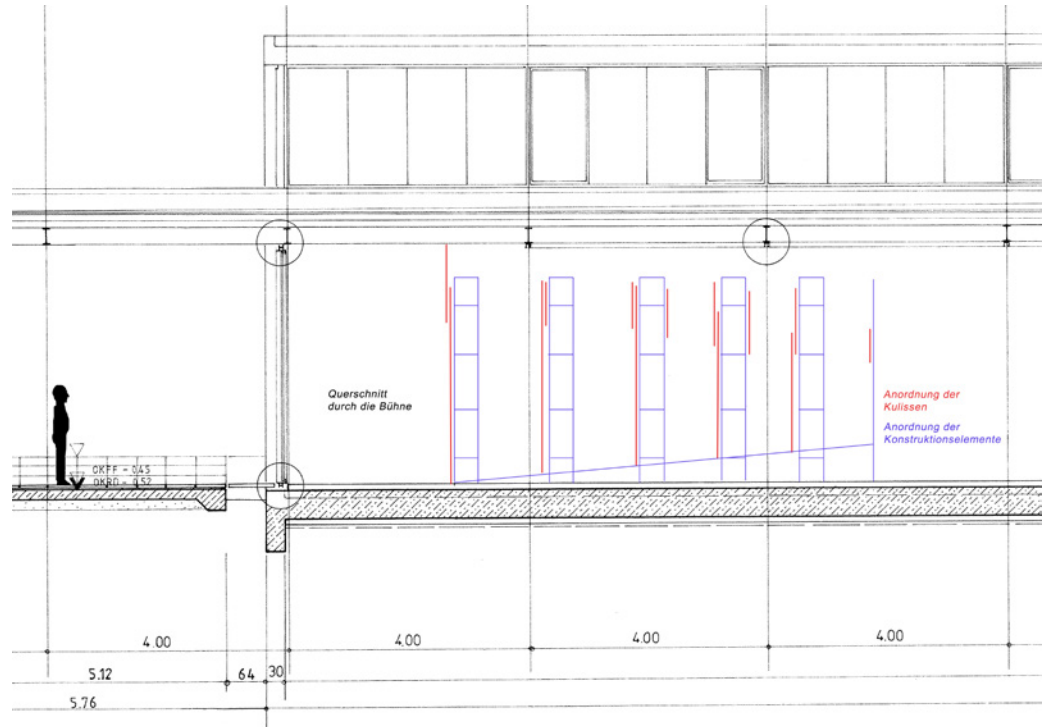 Querschnitt
durch die Bühne
Anordnung der
Kulissen
Anordnung der
Konstruktionselemente
OKFF - 0.45
OKRD - 0.52
4.00
4.00
4.00
4.00
5.12
64
30
5.76